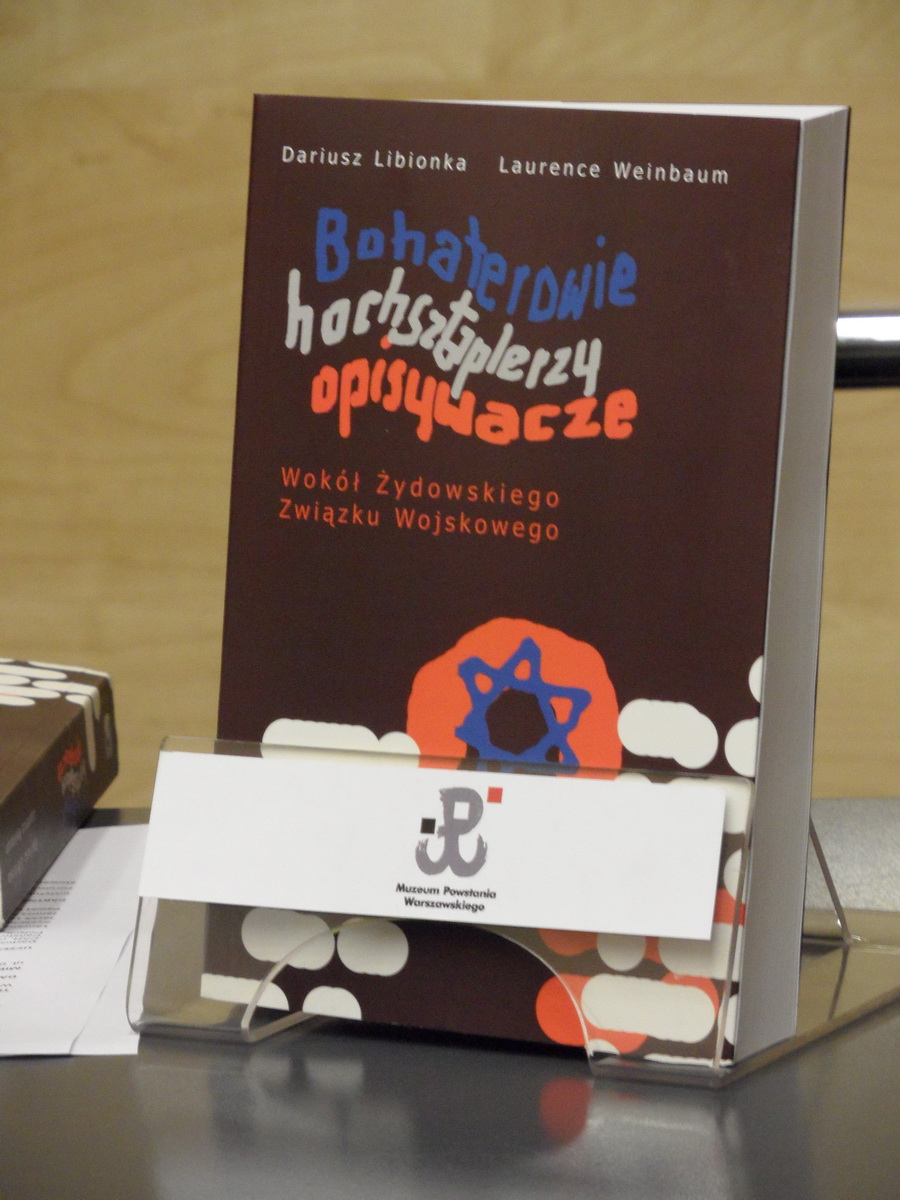 Dariusz Libionka Laurence Weinbaum
Bohaterowie
hochsztaplerzy
opisywacze
Wokół Żydowskiego
Związku Wojskowego
Muzeum Powstania
Warszawskiego